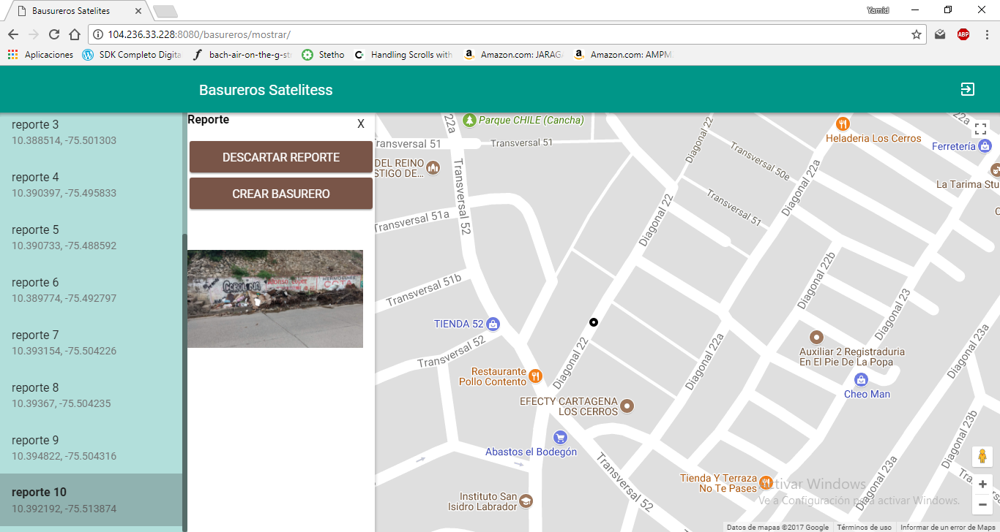 Bausureros Satelites
Yamid
104.236.33.228:8080/basureros/mostrar/
ABP
Aplicaciones
SDK Completo Digita
bach-air-on-the-g-st
Stetho
Handling Scrolls with
Amazon.com: JARAGA
Amazon.com: AMPM
Basureros Satelitess
reporte 3
10.388514, -75.501303
reporte 4
10.390397, -75.495833
reporte 5
10.390733, -75.488592
reporte 6
10.389774, -75.492797
reporte 7
10.393154, -75.504226
reporte 8
10.39367, -75.504235
reporte 9
10.394822, -75.504316
reporte 10
10.392192, -75.513874
Reporte
X
DESCARTAR REPORTE
CREAR BASURERO
22a
Parque CHILE (Cancha)
ransversal 51
Transversal 51
DEL REINO
STIGO DE...
Transversal 52
Transversal 51a
Transversal 51b
TIENDA 52
Transversal 52
Restaurante
Pollo Contento
Diagonal 22
EFECTY CARTAGENA
LOS CERROS
Abastos el Bodegón
Instituto San
Isidro Labrador
Transversal 52
Diagonal 22
Diagonal 22
Transversal 50e
Transversal 51
Diagonal 22a
Heladeria Los Cerros
Ferretería
La Tarima Stu
Diagonal 22b
Diagonal 23
Diagonal 22a
Auxiliar 2 Registraduria
En El Pie De La Popa
Cheo Man
Diagonal 23a
Diagonal 23b
Diagonal 23a
Tienda Y Terraza
No Te Pases
Activar Windows
Ve a Configuración para activar Windows.
Datos de mapas ©2017 Google
Términos de uso
Informar de un error de Maps